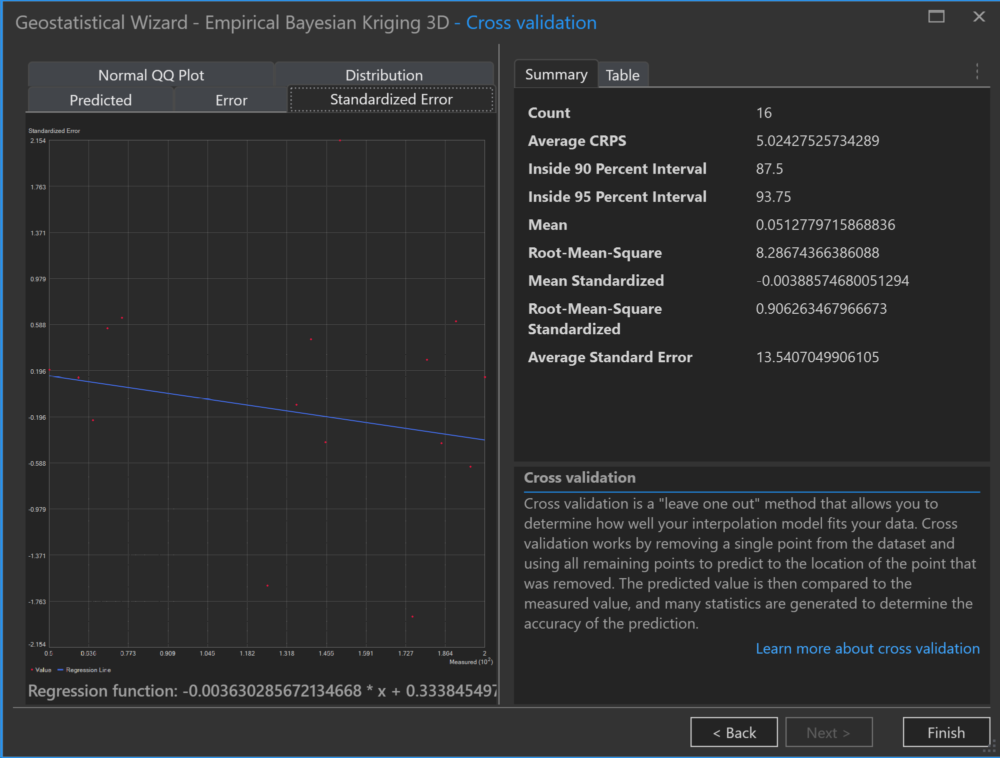 Geostatistical Wizard - Empirical Bayesian Kriging 3D - Cross validation
Normal QQ Plot
Distribution
Predicted
Error
Standardized Error
Standardized Error
2.154
1.763
1.371
0.979
0.588
0.196
-0.196
-0.588
-0.979
-1.371
-1.763
-2.154
0.5 0.636 0.773 0.909 1.045 1.182 1.318 1.455 1.591 1.727 1.864 2
Measured (10²)
Value Regression Line
Regression function: -0.003630285672134668 * x + 0.333845497
Summary
Table
Count 16
Average CRPS 5.02427525734289
Inside 90 Percent Interval 87.5
Inside 95 Percent Interval 93.75
Mean 0.0512779715868836
Root-Mean-Square 8.28674366386088
Mean Standardized -0.00388574680051294
Root-Mean-Square 0.906263467966673
Standardized
Average Standard Error 13.5407049906105
Cross validation
Cross validation is a "leave one out" method that allows you to
determine how well your interpolation model fits your data. Cross
validation works by removing a single point from the dataset and
using all remaining points to predict to the location of the point that
was removed. The predicted value is then compared to the
measured value, and many statistics are generated to determine the
accuracy of the prediction.
Learn more about cross validation
< Back
Next >
Finish